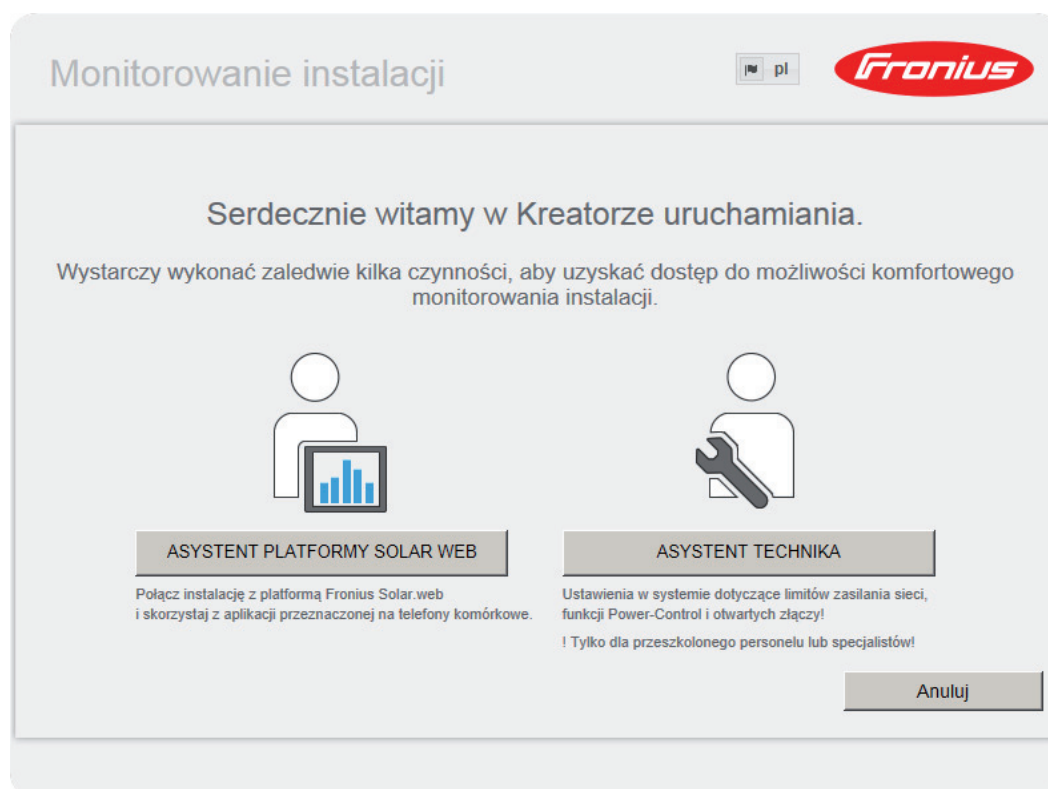 Monitorowanie instalacji
pl
Fronius
Serdecznie witamy w Kreatorze uruchamiania.
Wystarczy wykonać zaledwie kilka czynności, aby uzyskać dostęp do możliwości komfortowego
monitorowania instalacji.
ASYSTENT PLATFORMY SOLAR WEB
Połącz instalację z platformą Fronius Solar.web
i skorzystaj z aplikacji przeznaczonej na telefony komórkowe.
ASYSTENT TECHNIKA
Ustawienia w systemie dotyczące limitów zasilania sieci,
funkcji Power-Control i otwartych złączy!
! Tylko dla przeszkolonego personelu lub specjalistów!
Anuluj